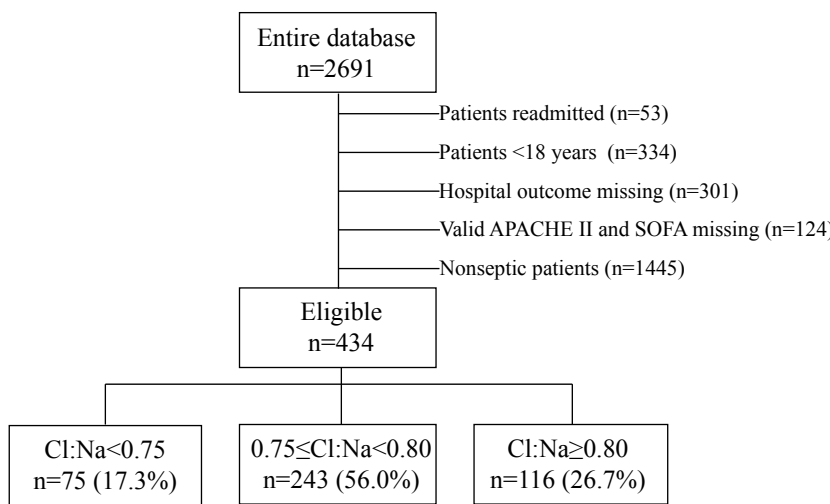 Entire database
n=2691
Patients readmitted (n=53)
Patients <18 years (n=334)
Hospital outcome missing (n=301)
Valid APACHE II and SOFA missing (n=124)
Nonseptic patients (n=1445)
Eligible
n=434
Cl:Na<0.75
n=75 (17.3%)
0.75≤Cl:Na<0.80
n=243 (56.0%)
Cl:Na≥0.80
n=116 (26.7%)